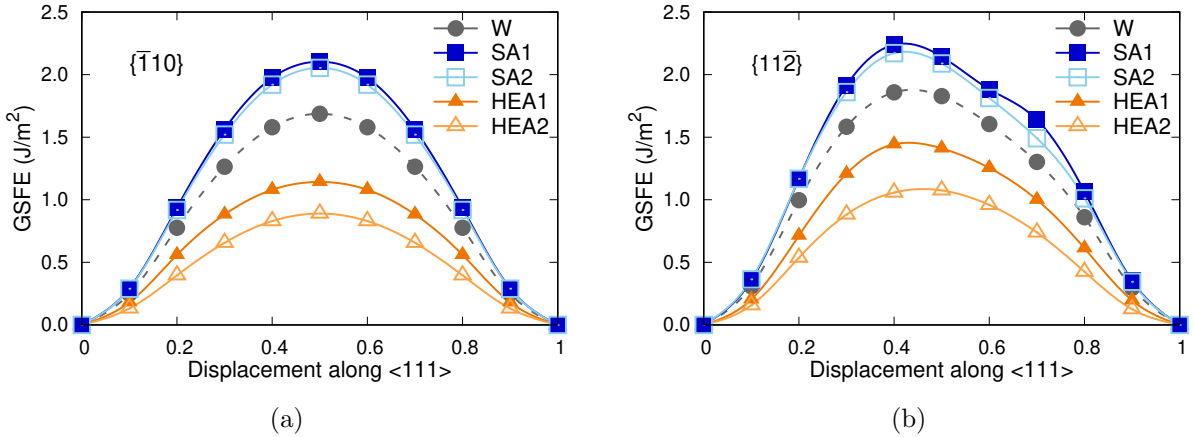 2.5
2.0
1.5
1.0
0.5
0.0
GSFE (J/m²)
{1̅10}
W
SA1
SA2
HEA1
HEA2
0 0.2 0.4 0.6 0.8 1
Displacement along <111>
(a)
2.5
2.0
1.5
1.0
0.5
0.0
GSFE (J/m²)
{112̅}
W
SA1
SA2
HEA1
HEA2
0 0.2 0.4 0.6 0.8 1
Displacement along <111>
(b)